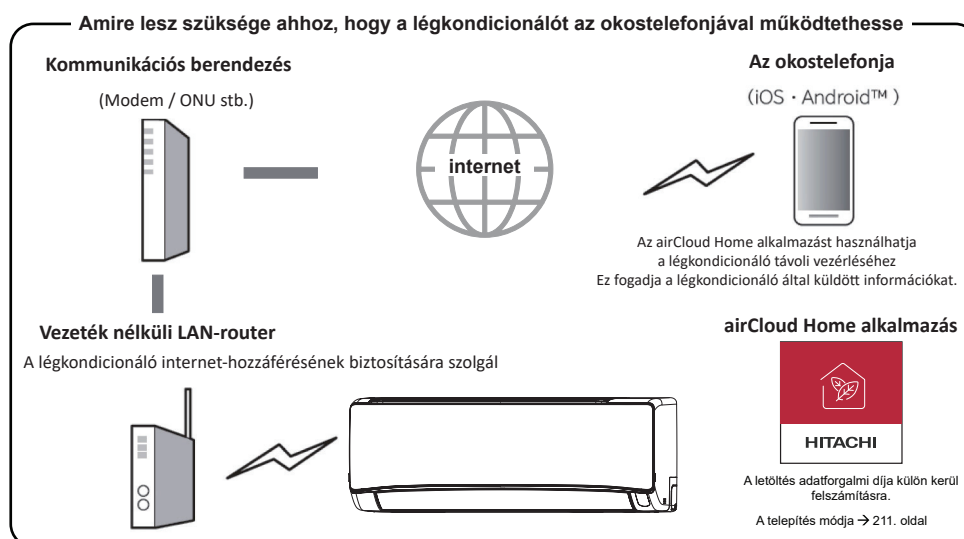 Amire lesz szüksége ahhoz, hogy a légkondicionálót az okostelefonjával működtethesse
Kommunikációs berendezés
(Modem / ONU stb.)
internet
Az okostelefonja
(iOS · Android™ )
Az airCloud Home alkalmazást használhatja
a légkondicionáló távoli vezérléséhez
Ez fogadja a légkondicionáló által küldött információkat.
Vezeték nélküli LAN-router
A légkondicionáló internet-hozzáférésének biztosítására szolgál
airCloud Home alkalmazás
HITACHI
A letöltés adatforgalmi díja külön kerül
felszámításra.
A telepítés módja → 211. oldal